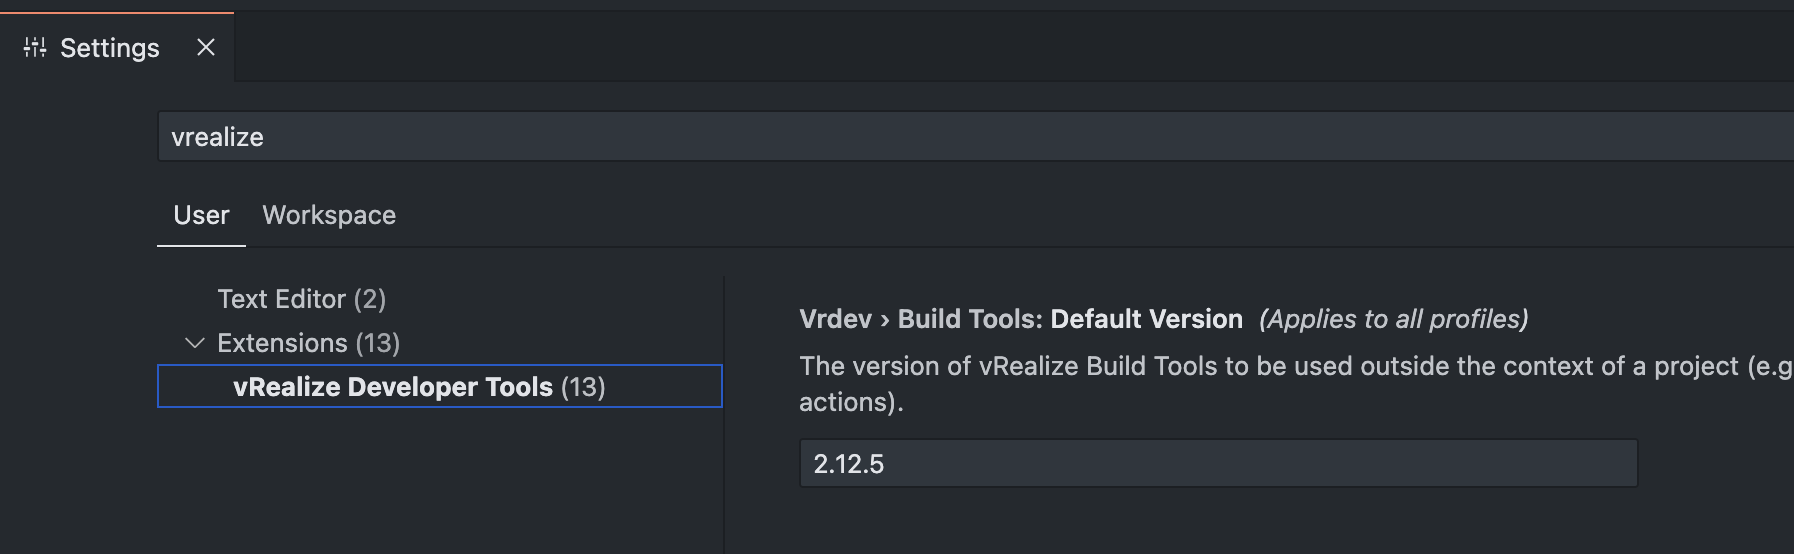 Settings
vrealize
User Workspace
Text Editor (2)
Extensions (13)
vRealize Developer Tools (13)
Vrdev › Build Tools: Default Version (Applies to all profiles)
The version of vRealize Build Tools to be used outside the context of a project (e.g
actions).
2.12.5